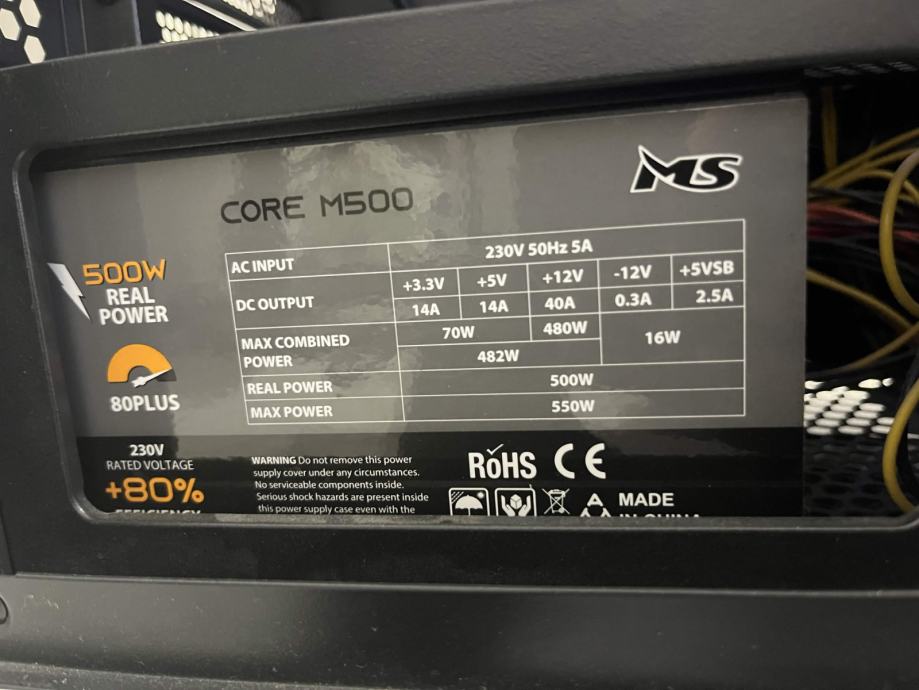 MS
CORE M500
500W
REAL
POWER
80PLUS
230V
RATED VOLTAGE
+80%
EFFICIENCY
AC INPUT 230V 50Hz 5A
DC OUTPUT +3.3V +5V +12V -12V +5VSB
14A 14A 40A 0.3A 2.5A
MAX COMBINED POWER 70W 480W 16W
482W
REAL POWER 500W
MAX POWER 550W
WARNING Do not remove this power
supply cover under any circumstances.
No serviceable components inside.
Serious shock hazards are present inside
this power supply case even with the
RoHS CE
MADE
IN CHINA